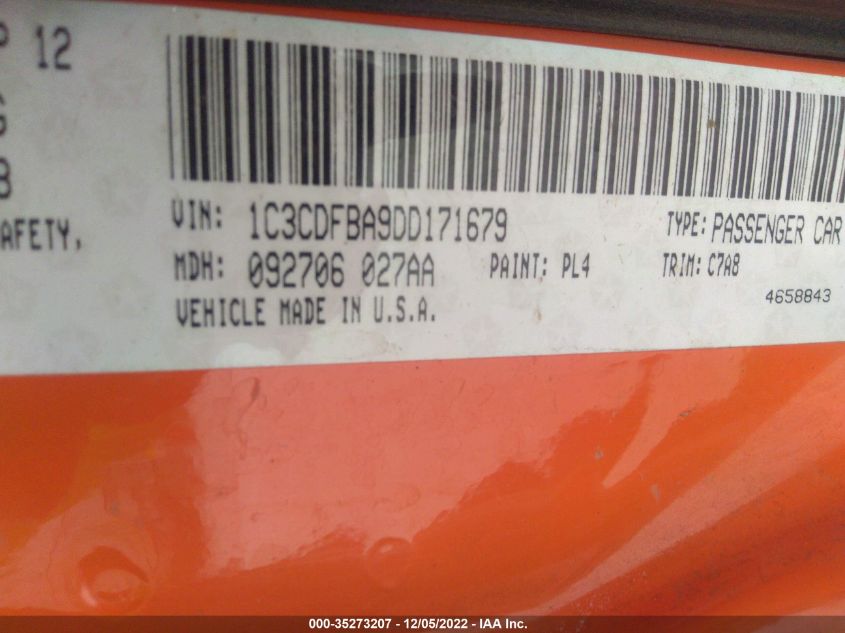 P 12
AFETY,
VIN: 1C3CDFBA9DD171679
TYPE: PASSENGER CAR
MDH: 092706 027AA
PAINT: PL4
TRIM: C7A8
VEHICLE MADE IN U.S.A.
4658843
000-35273207 - 12/05/2022 - IAA Inc.